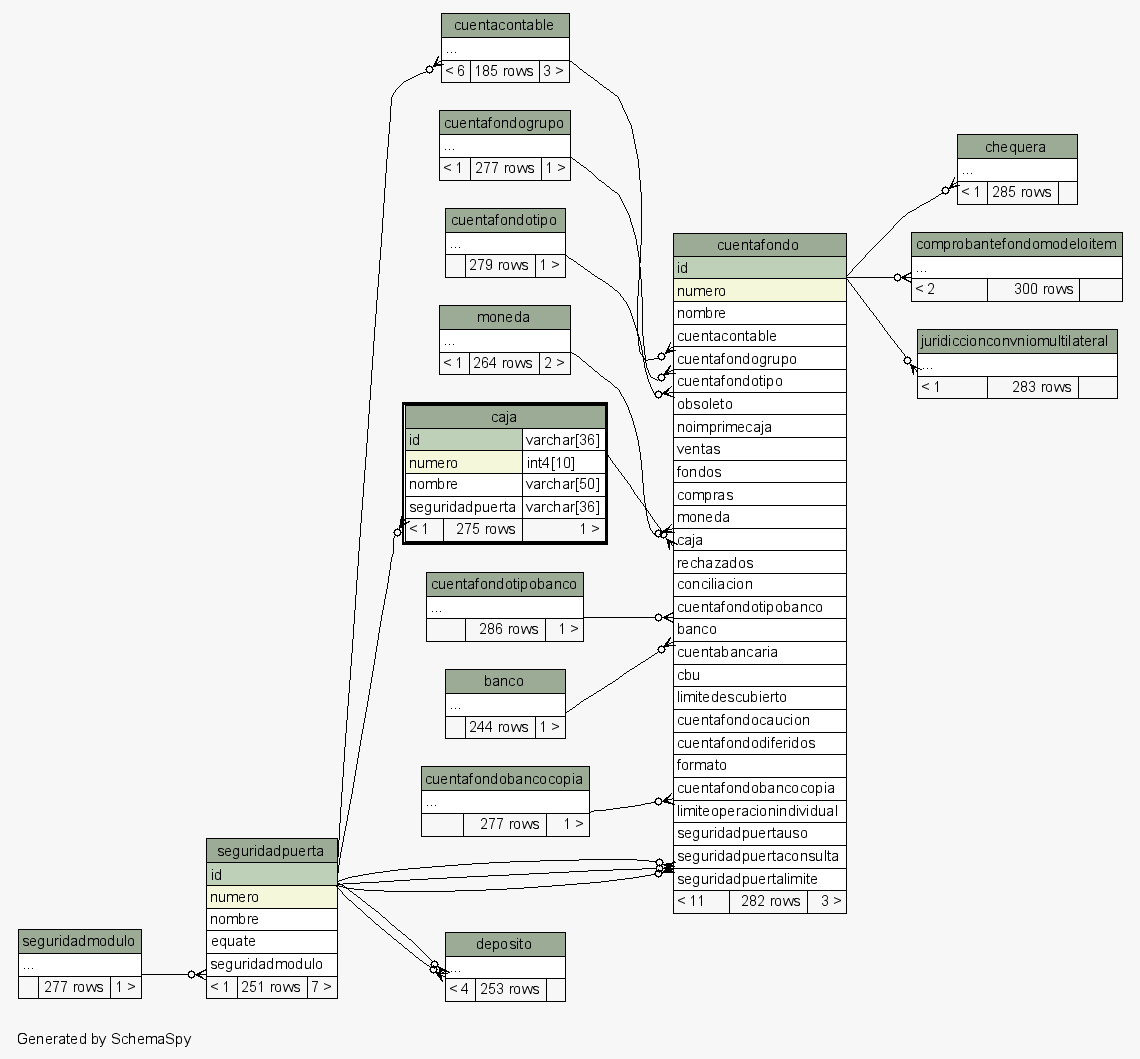 cuentacontable
...
< 6 185 rows 3 >
cuentafondogrupo
...
< 1 277 rows 1 >
cuentafondotipo
...
279 rows 1 >
moneda
...
< 1 264 rows 2 >
caja
id varchar[36]
numero int4[10]
nombre varchar[50]
seguridadpuerta varchar[36]
< 1 275 rows 1 >
cuentafondotipobanco
...
286 rows 1 >
banco
...
244 rows 1 >
cuentafondobancocopia
...
277 rows 1 >
seguridadpuerta
id
numero
nombre
equate
seguridadmodulo
< 1 251 rows 7 >
seguridadmodulo
...
277 rows 1 >
deposito
...
< 4 253 rows
cuentafondo
id
numero
nombre
cuentacontable
cuentafondogrupo
cuentafondotipo
obsoleto
noimprimecaja
ventas
fondos
compras
moneda
caja
rechazados
conciliacion
cuentafondotipobanco
banco
cuentabancaria
cbu
limitedescubierto
cuentafondocaucion
cuentafondodiferidos
formato
cuentafondobancocopia
limiteoperacionindividual
seguridadpuertauso
seguridadpuertaconsulta
seguridadpuertalimite
< 11 282 rows 3 >
chequera
...
< 1 285 rows
comprobantefondomodeloitem
...
< 2 300 rows
juridiccionconvniomultilateral
...
< 1 283 rows
Generated by SchemaSpy